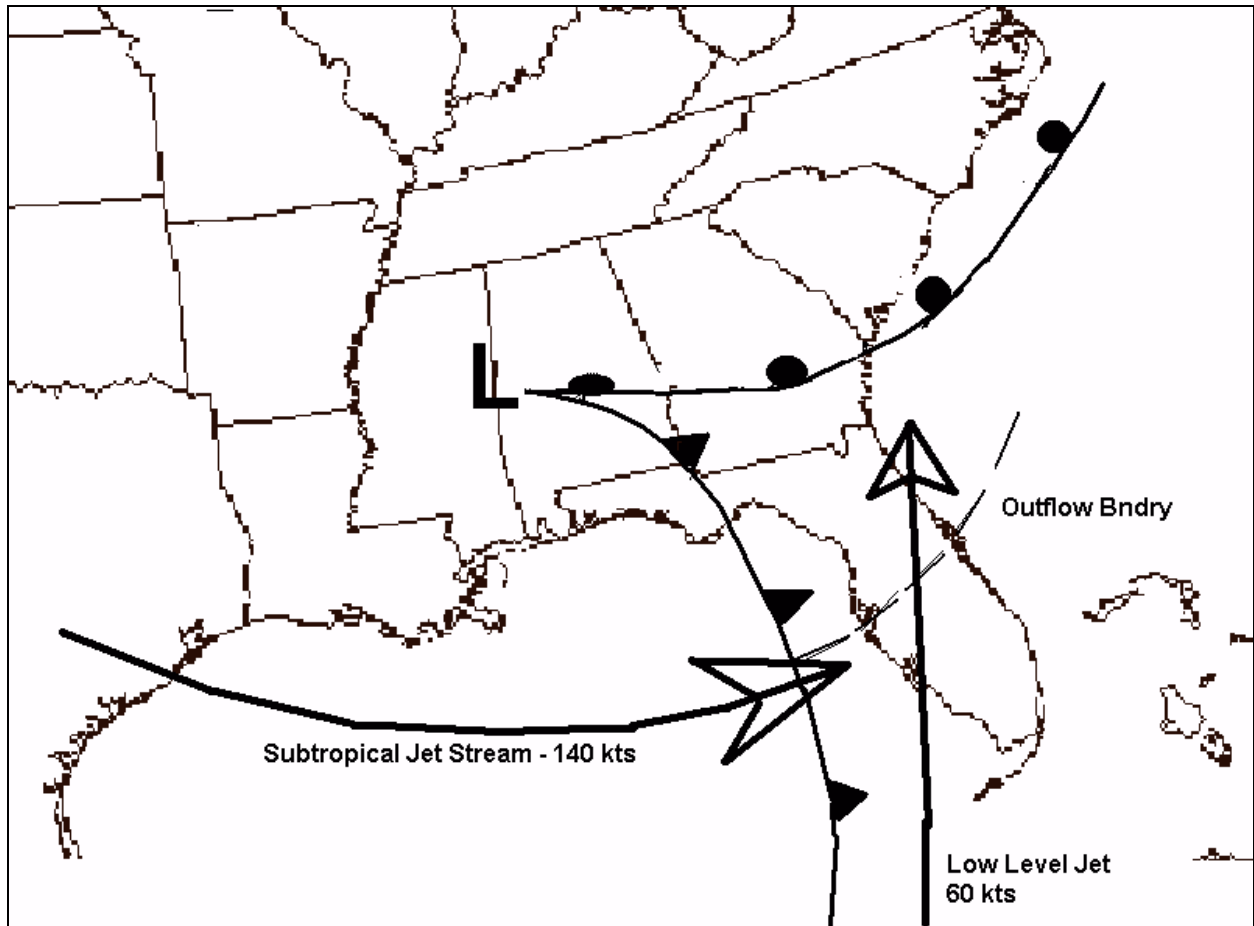 L
Outflow Bndry
Subtropical Jet Stream - 140 kts
Low Level Jet
60 kts